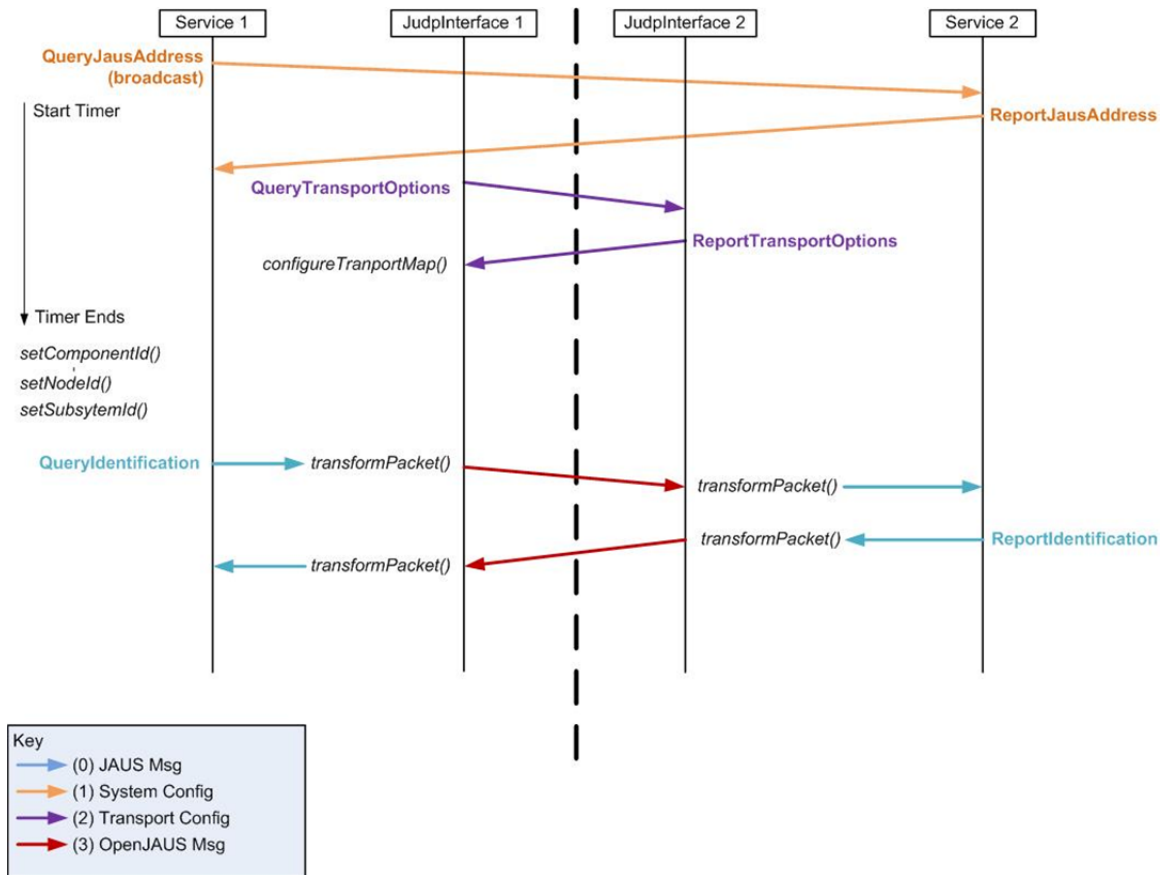 Service 1
JudpInterface 1
JudpInterface 2
Service 2
QueryJausAddress
(broadcast)
Start Timer
ReportJausAddress
QueryTransportOptions
ReportTransportOptions
configureTranportMap()
Timer Ends
setComponentId()
setNodeId()
setSubsytemId()
QueryIdentification
transformPacket()
transformPacket()
transformPacket()
ReportIdentification
transformPacket()
Key
(0) JAUS Msg
(1) System Config
(2) Transport Config
(3) OpenJAUS Msg